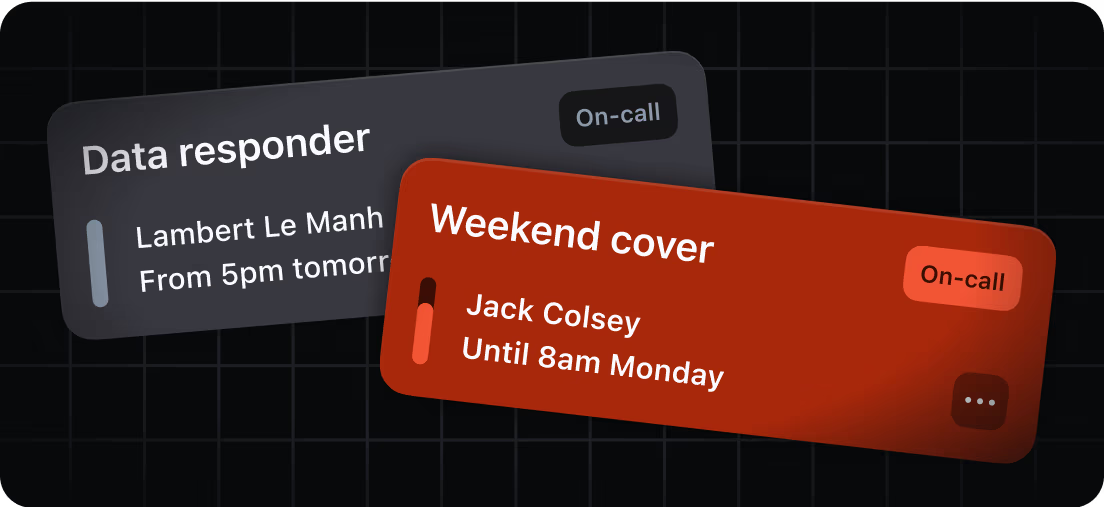 Data responder
On-call
Lambert Le Manh
From 5pm tomorr
Weekend cover
On-call
Jack Colsey
Until 8am Monday